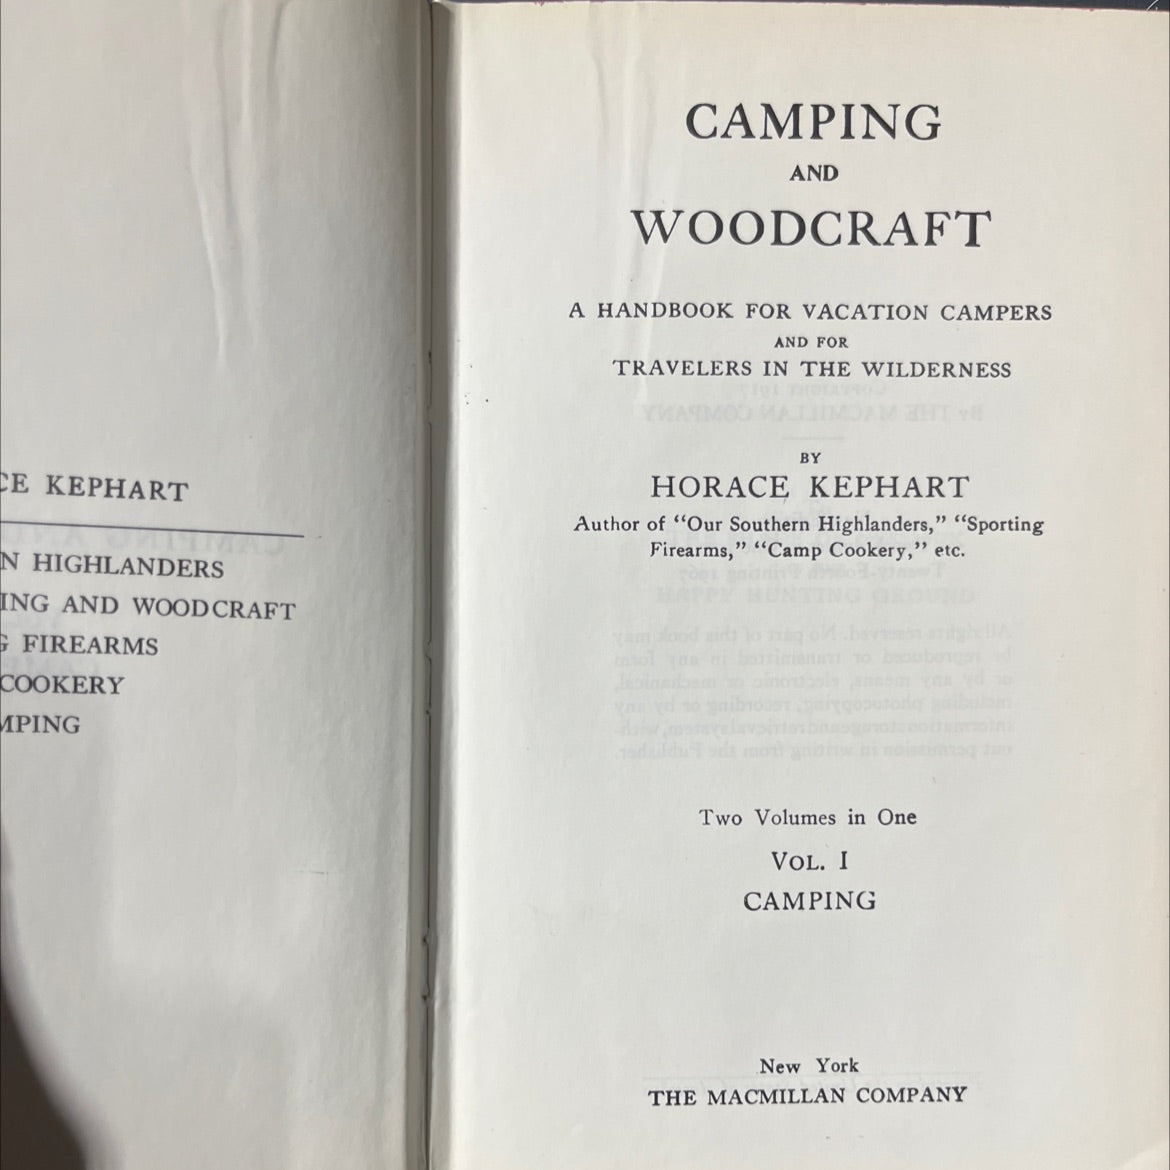 CE KEPHART
N HIGHLANDERS
ING AND WOODCRAFT
G FIREARMS
COOKERY
MPING
CAMPING
AND
WOODCRAFT
A HANDBOOK FOR VACATION CAMPERS
AND FOR
TRAVELERS IN THE WILDERNESS
BY
HORACE KEPHART
Author of “Our Southern Highlanders,” “Sporting
Firearms,” “Camp Cookery,” etc.
Two Volumes in One
VOL. I
CAMPING
New York
THE MACMILLAN COMPANY